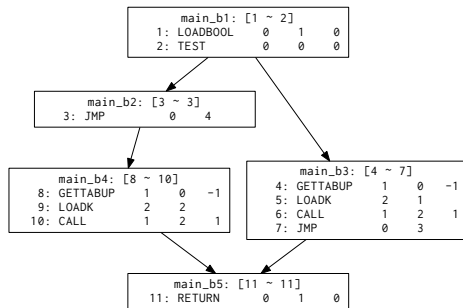 main_b1: [1 ~ 2]
1: LOADBOOL 0 1 0
2: TEST 0 0 0
main_b2: [3 ~ 3]
3: JMP 0 4
main_b4: [8 ~ 10]
8: GETTABUP 1 0 -1
9: LOADK 2 2
10: CALL 1 2 1
main_b3: [4 ~ 7]
4: GETTABUP 1 0 -1
5: LOADK 2 1
6: CALL 1 2 1
7: JMP 0 3
main_b5: [11 ~ 11]
11: RETURN 0 1 0